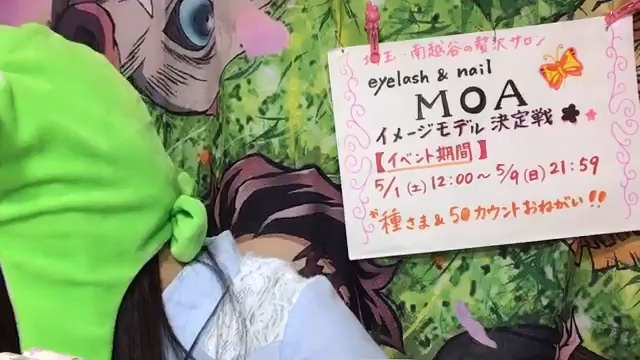 埼玉・南越谷の贅沢サロン
eyelash & nail
MOA
イメージモデル決定戦
【イベント期間】
5/1(土)12:00〜5/9(日)21:59
種さま&50カウントおねがい!!